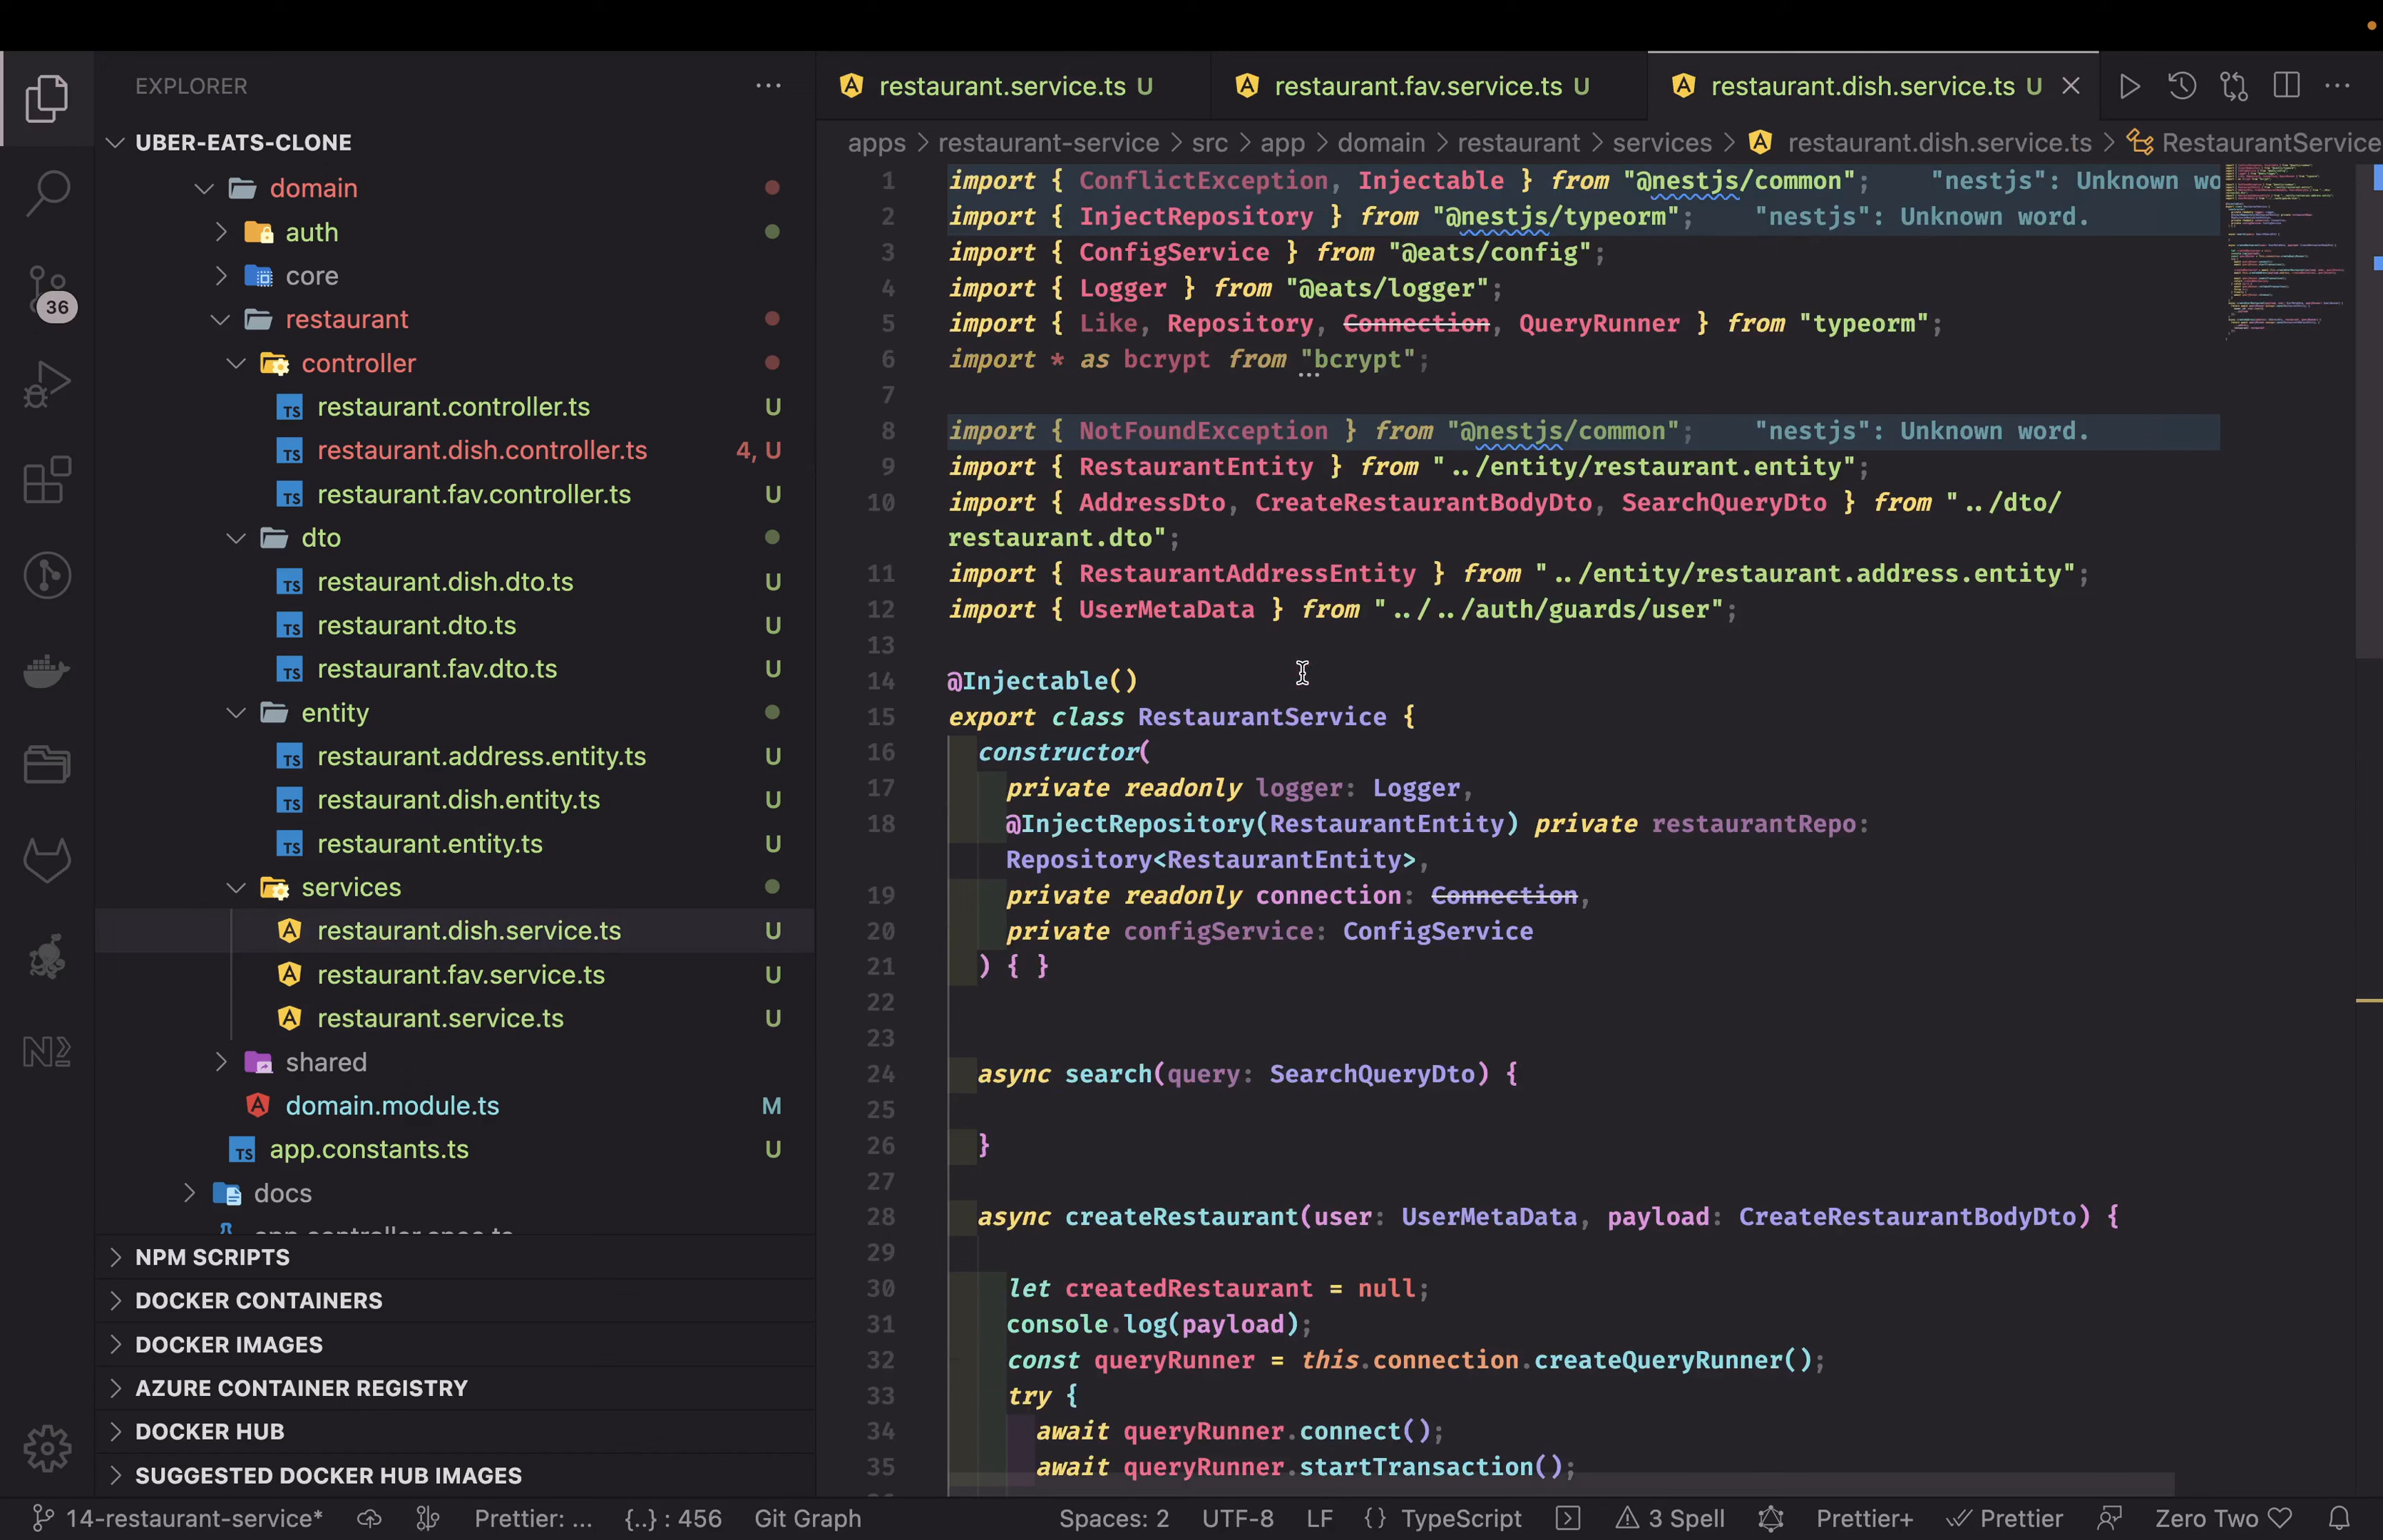 EXPLORER
UBER-EATS-CLONE
domain
auth
core
restaurant
controller
restaurant.controller.ts U
restaurant.dish.controller.ts 4, U
restaurant.fav.controller.ts U
dto
restaurant.dish.dto.ts U
restaurant.dto.ts U
restaurant.fav.dto.ts U
entity
restaurant.address.entity.ts U
restaurant.dish.entity.ts U
restaurant.entity.ts U
services
restaurant.dish.service.ts U
restaurant.fav.service.ts U
restaurant.service.ts U
shared
domain.module.ts M
app.constants.ts U
docs
NPM SCRIPTS
DOCKER CONTAINERS
DOCKER IMAGES
AZURE CONTAINER REGISTRY
DOCKER HUB
SUGGESTED DOCKER HUB IMAGES
36
restaurant.service.ts U restaurant.fav.service.ts U restaurant.dish.service.ts U
apps > restaurant-service > src > app > domain > restaurant > services > restaurant.dish.service.ts > RestaurantService
1 import { ConflictException, Injectable } from "@nestjs/common"; "nestjs": Unknown wo
2 import { InjectRepository } from "@nestjs/typeorm"; "nestjs": Unknown word.
3 import { ConfigService } from "@eats/config";
4 import { Logger } from "@eats/logger";
5 import { Like, Repository, Connection, QueryRunner } from "typeorm";
6 import * as bcrypt from "bcrypt";
7
8 import { NotFoundException } from "@nestjs/common"; "nestjs": Unknown word.
9 import { RestaurantEntity } from "../entity/restaurant.entity";
10 import { AddressDto, CreateRestaurantBodyDto, SearchQueryDto } from "../dto/
restaurant.dto";
11 import { RestaurantAddressEntity } from "../entity/restaurant.address.entity";
12 import { UserMetaData } from "../../auth/guards/user";
13
14 @Injectable()
15 export class RestaurantService {
16 constructor(
17 private readonly logger: Logger,
18 @InjectRepository(RestaurantEntity) private restaurantRepo:
Repository<RestaurantEntity>,
19 private readonly connection: Connection,
20 private configService: ConfigService
21 ) { }
22
23
24 async search(query: SearchQueryDto) {
25
26 }
27
28 async createRestaurant(user: UserMetaData, payload: CreateRestaurantBodyDto) {
29
30 let createdRestaurant = null;
31 console.log(payload);
32 const queryRunner = this.connection.createQueryRunner();
33 try {
34 await queryRunner.connect();
35 await queryRunner.startTransaction();
14-restaurant-service* Prettier: ... {..} : 456 Git Graph Spaces: 2 UTF-8 LF {} TypeScript 3 Spell Prettier+ Prettier Zero Two